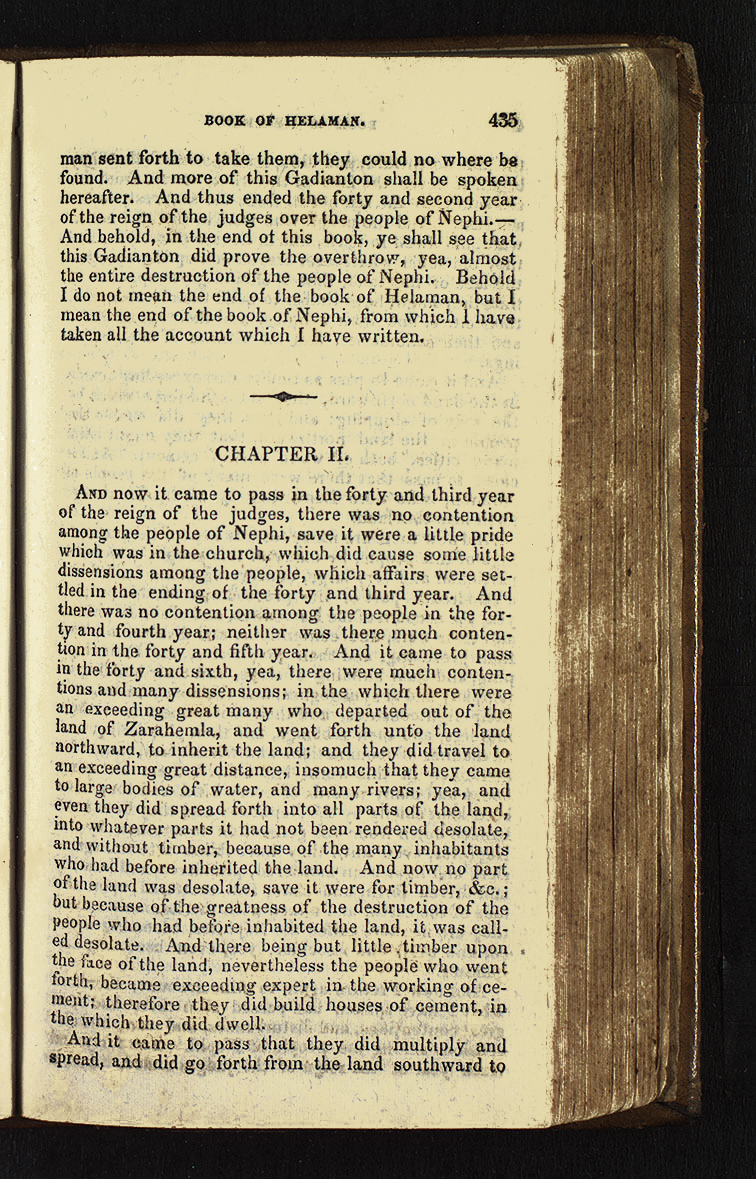 BOOK OF HELAMAN. 435
man sent forth to take them, they could no where be
found. And more of this Gadianton shall be spoken
hereafter. And thus ended the forty and second year
of the reign of the judges over the people of Nephi.—
And behold, in the end of this book, ye shall see that
this Gadianton did prove the overthrow, yea, almost
the entire destruction of the people of Nephi. Behold
I do not mean the end of the book of Helaman, but I
mean the end of the book of Nephi, from which I have
taken all the account which I have written.
CHAPTER II.
AND now it came to pass in the forty and third year
of the reign of the judges, there was no contention
among the people of Nephi, save it were a little pride
which was in the church, which did cause some little
dissensions among the people, which affairs were set-
tled in the ending of the forty and third year. And
there was no contention among the people in the for-
ty and fourth year; neither was there much conten-
tion in the forty and fifth year. And it came to pass
in the forty and sixth, yea, there were much conten-
tions and many dissensions; in the which there were
an exceeding great many who departed out of the
land of Zarahemla, and went forth unto the land
northward, to inherit the land; and they did travel to
an exceeding great distance, insomuch that they came
to large bodies of water, and many rivers; yea, and
even they did spread forth into all parts of the land,
into whatever parts it had not been rendered desolate,
and without timber, because of the many inhabitants
who had before inherited the land. And now no part
of the land was desolate, save it were for timber, &c.;
but because of the greatness of the destruction of the
people who had before inhabited the land, it was call-
ed desolate. And there being but little timber upon
the face of the land, nevertheless the people who went
forth, became exceeding expert in the working of ce-
ment; therefore they did build houses of cement, in
the which they did dwell.
And it came to pass that they did multiply and
spread, and did go forth from the land southward to